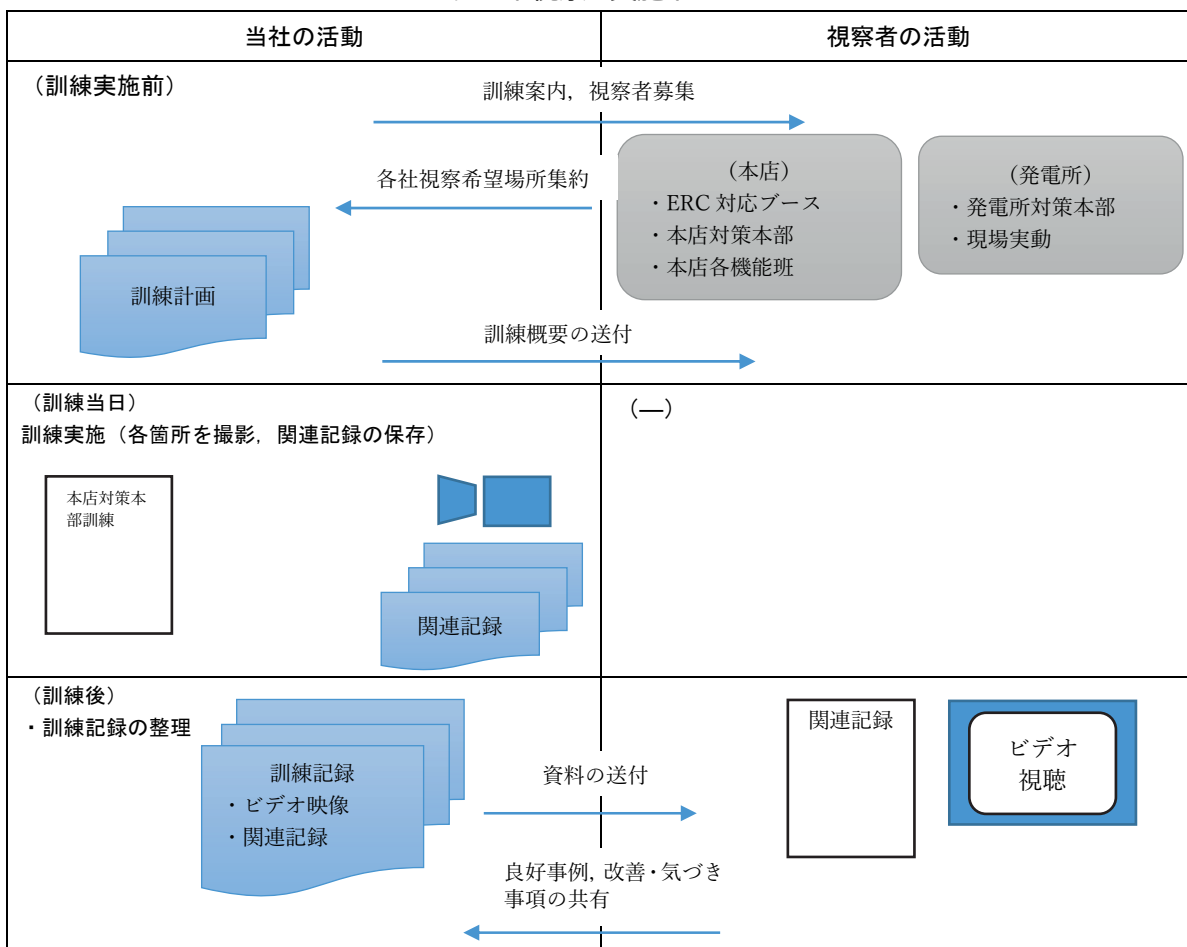 当社の活動
視察者の活動
（訓練実施前）
訓練案内，視察者募集
各社視察希望場所集約
（本店）
・ERC 対応ブース
・本店対策本部
・本店各機能班
（発電所）
・発電所対策本部
・現場実動
訓練計画
訓練概要の送付
（訓練当日）
訓練実施（各箇所を撮影，関連記録の保存）
（―）
本店対策本
部訓練
関連記録
（訓練後）
・訓練記録の整理
訓練記録
・ビデオ映像
・関連記録
資料の送付
関連記録
ビデオ
視聴
良好事例，改善・気づき
事項の共有